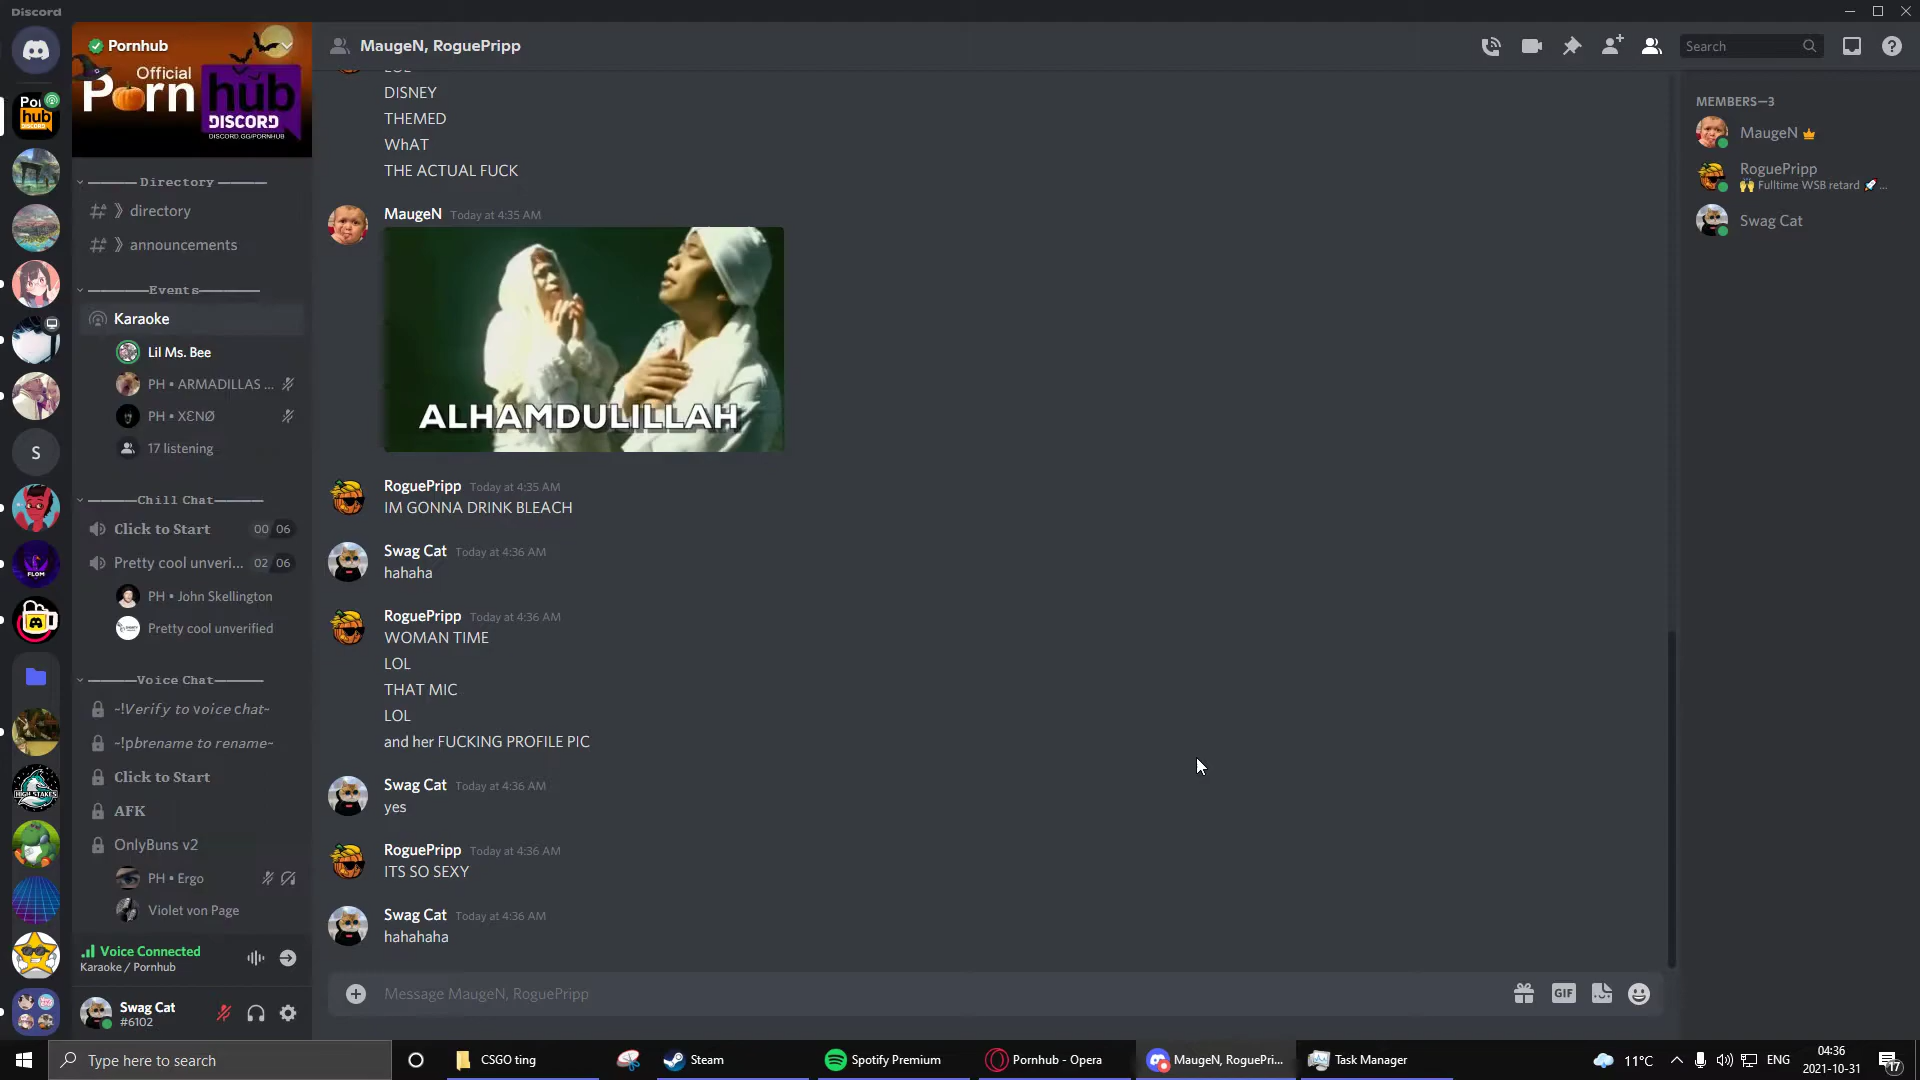 Discord
Pornhub
Official
Porn hub
DISCORD
DISCORD.GG/PORNHUB
Directory
》directory
》announcements
Events
Karaoke
Lil Ms. Bee
PH • ARMADILLAS ...
PH • XƐNØ
17 listening
Chill Chat
Click to Start 00 06
Pretty cool unveri... 02 06
PH • John Skellington
Pretty cool unverified
Voice Chat
-!Verify to voice chat-
-!pbrename to rename-
Click to Start
AFK
OnlyBuns v2
PH • Ergo
Violet von Page
Voice Connected
Karaoke / Pornhub
Swag Cat
#6102
S
FLOM
HIGH STAKES
MaugeN, RoguePripp
Search
DISNEY
THEMED
WhAT
THE ACTUAL FUCK
MaugeN Today at 4:35 AM
ALHAMDULILLAH
RoguePripp Today at 4:35 AM
IM GONNA DRINK BLEACH
Swag Cat Today at 4:36 AM
hahaha
RoguePripp Today at 4:36 AM
WOMAN TIME
LOL
THAT MIC
LOL
and her FUCKING PROFILE PIC
Swag Cat Today at 4:36 AM
yes
RoguePripp Today at 4:36 AM
ITS SO SEXY
Swag Cat Today at 4:36 AM
hahahaha
Message MaugeN, RoguePripp
GIF
MEMBERS—3
MaugeN
RoguePripp
🙌 Fulltime WSB retard 🚀 ...
Swag Cat
Type here to search
CSGO ting
Steam
Spotify Premium
Pornhub - Opera
MaugeN, RoguePri...
Task Manager
11°C
ENG
04:36
2021-10-31
17